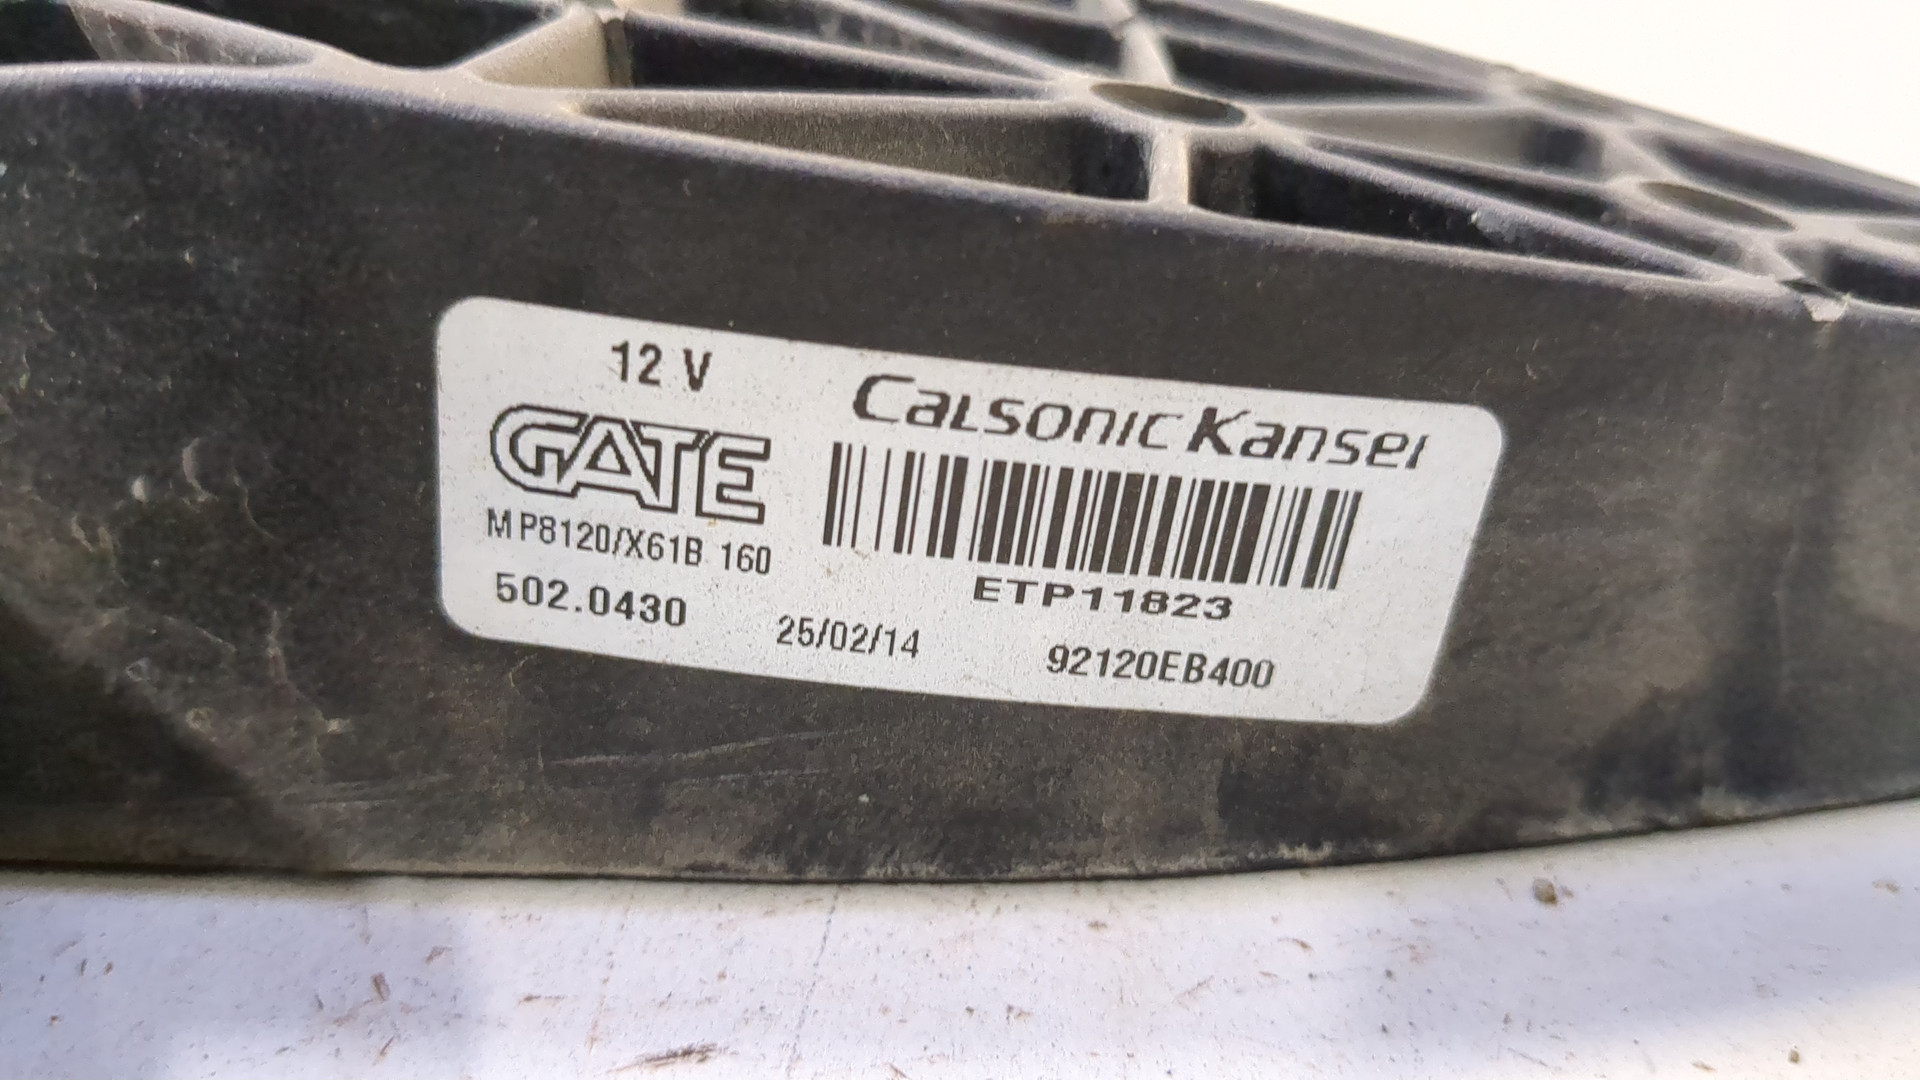 12 V
GATE
MP8120/X61B 160
502.0430
25/02/14
Calsonic Kansei
ETP11823
92120EB400